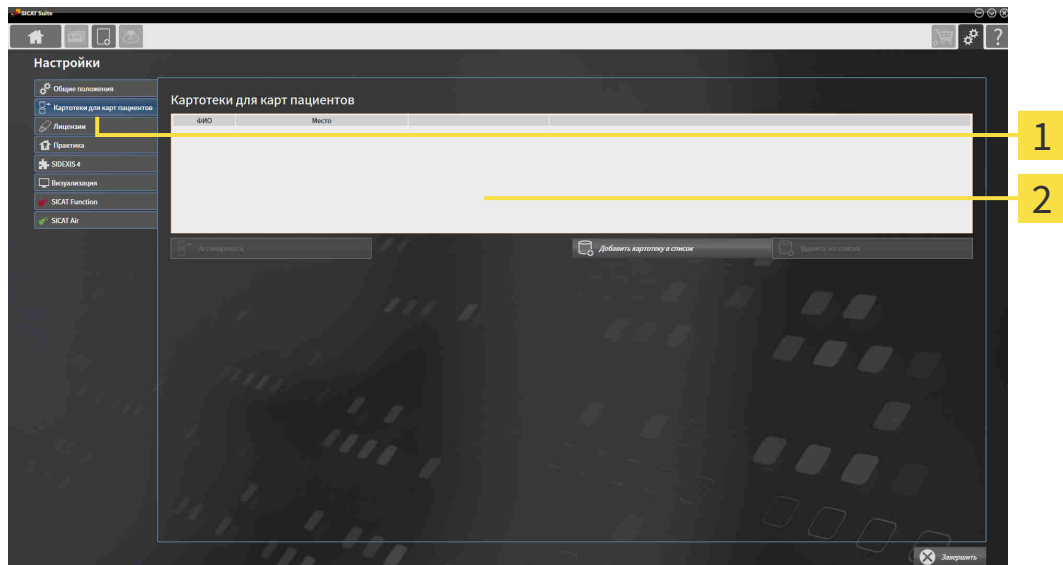 SICAT Suite
?
Настройки
Общие положения
Картотеки для карт пациентов
Лицензии
Практика
SIDEXIS 4
Визуализация
SICAT Function
SICAT Air
Картотеки для карт пациентов
ФИО Место
Активировать
Добавить картотеку в список
Удалить из списка
Завершить
1
2